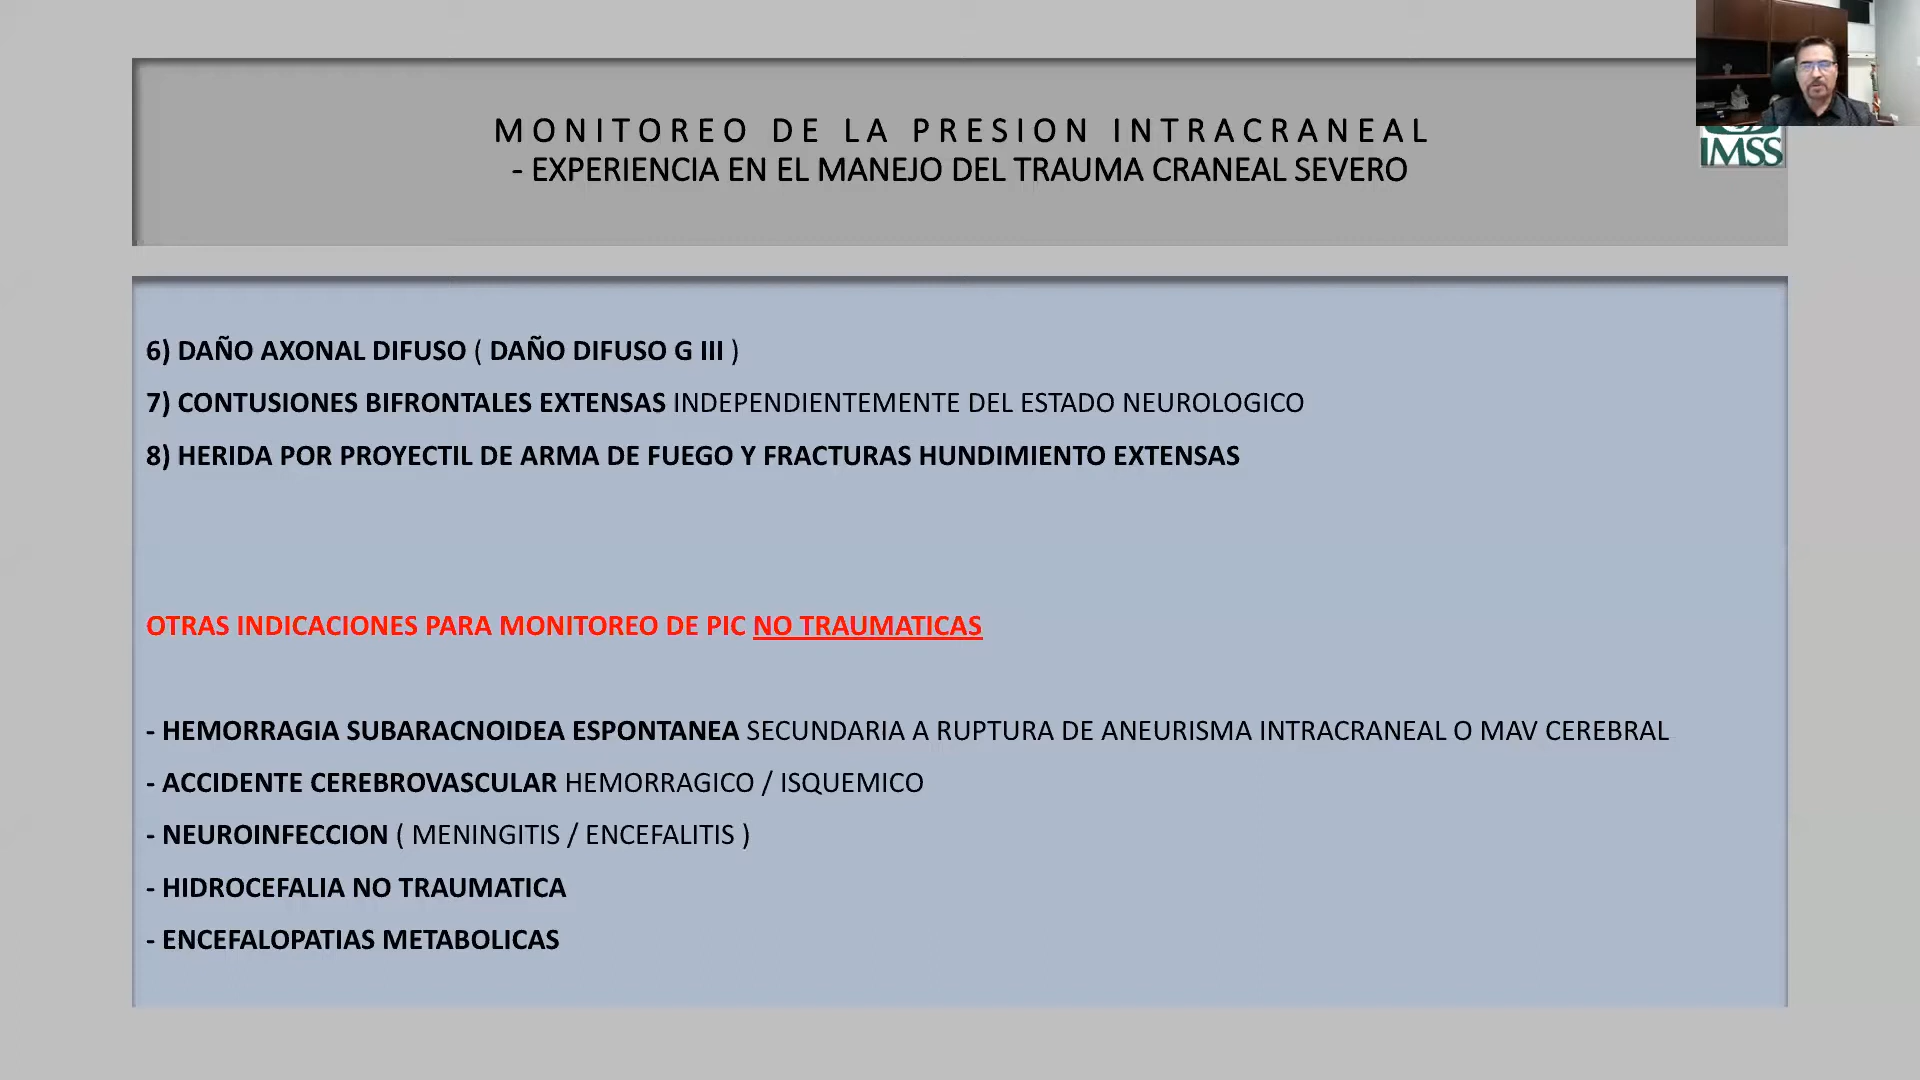 MONITOREO DE LA PRESION INTRACRANEAL
- EXPERIENCIA EN EL MANEJO DEL TRAUMA CRANEAL SEVERO
IMSS
6) DAÑO AXONAL DIFUSO ( DAÑO DIFUSO G III )
7) CONTUSIONES BIFRONTALES EXTENSAS INDEPENDIENTEMENTE DEL ESTADO NEUROLOGICO
8) HERIDA POR PROYECTIL DE ARMA DE FUEGO Y FRACTURAS HUNDIMIENTO EXTENSAS
OTRAS INDICACIONES PARA MONITOREO DE PIC NO TRAUMATICAS
- HEMORRAGIA SUBARACNOIDEA ESPONTANEA SECUNDARIA A RUPTURA DE ANEURISMA INTRACRANEAL O MAV CEREBRAL
- ACCIDENTE CEREBROVASCULAR HEMORRAGICO / ISQUEMICO
- NEUROINFECCION ( MENINGITIS / ENCEFALITIS )
- HIDROCEFALIA NO TRAUMATICA
- ENCEFALOPATIAS METABOLICAS